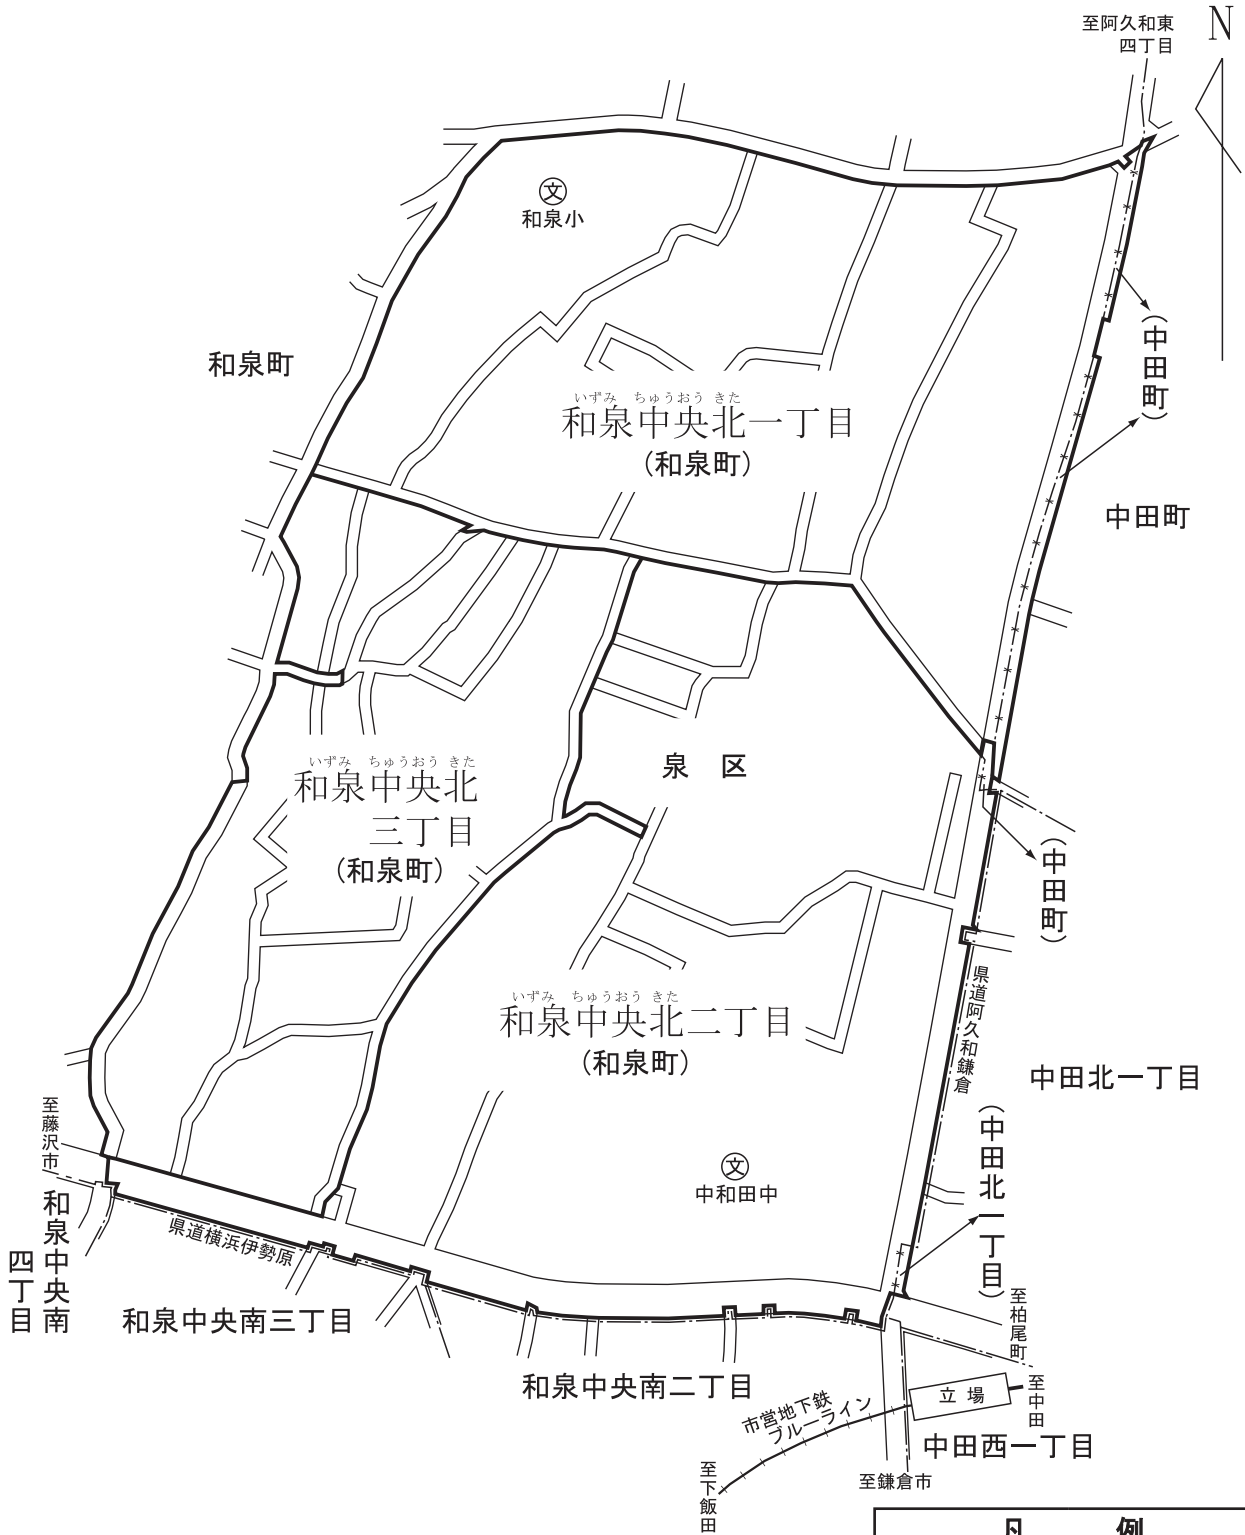 至阿久和東
四丁目
N
文
和泉小
(中田町)
和泉町
いずみ ちゅうおう きた
和泉中央北一丁目
(和泉町)
中田町
いずみ ちゅうおう きた
和泉中央北
三丁目
(和泉町)
泉 区
(中田町)
県道阿久和鎌倉
いずみ ちゅうおう きた
和泉中央北二丁目
(和泉町)
中田北一丁目
(中田北一丁目)
至藤沢市
文
中和田中
和泉中央南
四丁目
県道横浜伊勢原
和泉中央南三丁目
至柏尾町
和泉中央南二丁目
立場
至中田
市営地下鉄
ブルーライン
中田西一丁目
至下飯田
至鎌倉市
凡 例